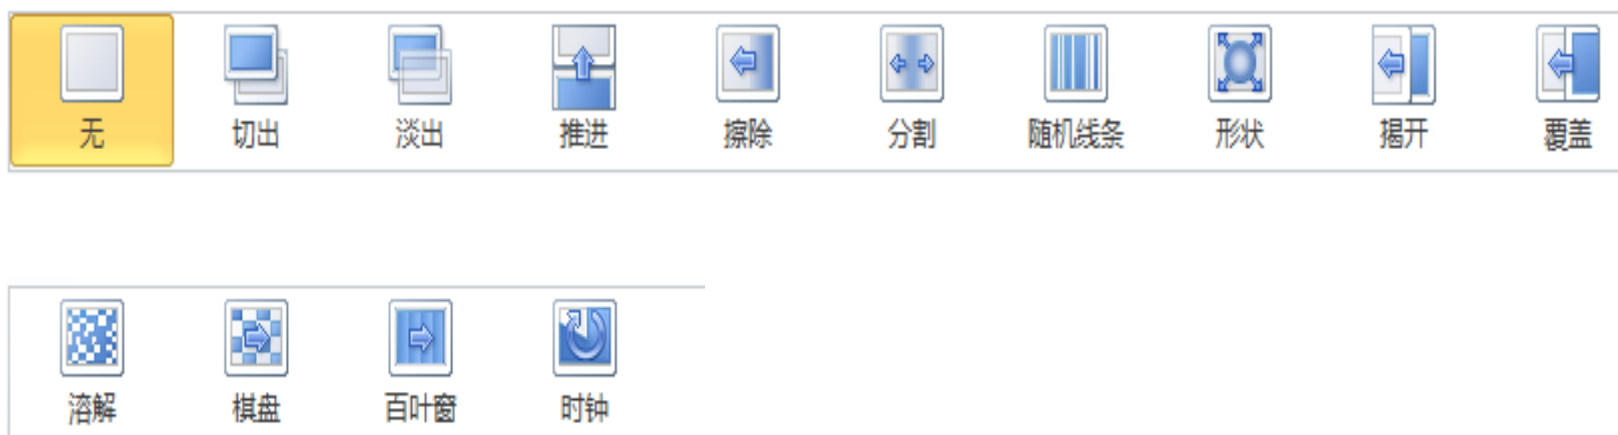 无 切出 淡出 推进 擦除 分割 随机线条 形状 揭开 覆盖
溶解 棋盘 百叶窗 时钟